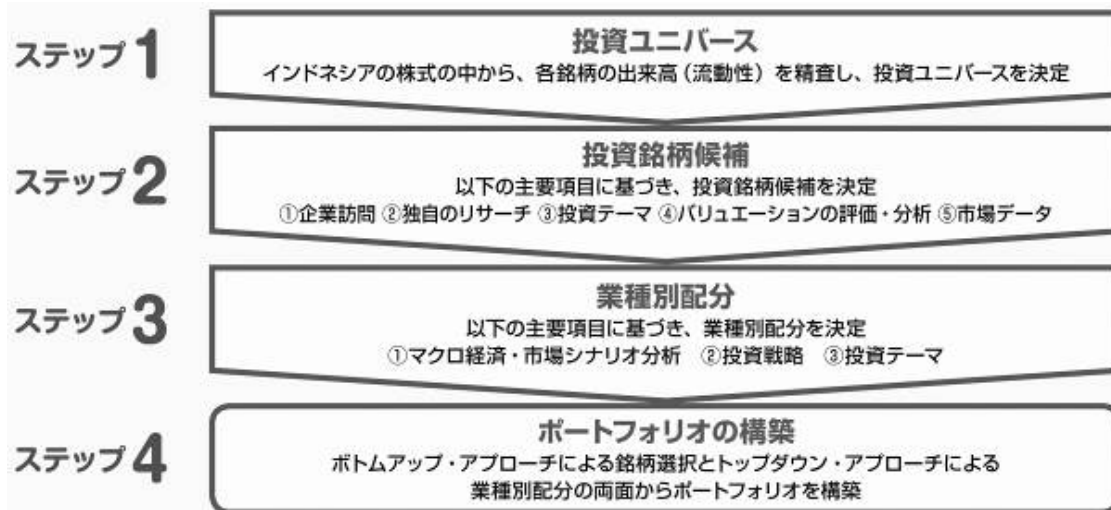 ステップ1
投資ユニバース
インドネシアの株式の中から、各銘柄の出来高（流動性）を精査し、投資ユニバースを決定
ステップ2
投資銘柄候補
以下の主要項目に基づき、投資銘柄候補を決定
①企業訪問 ②独自のリサーチ ③投資テーマ ④バリュエーションの評価・分析 ⑤市場データ
ステップ3
業種別配分
以下の主要項目に基づき、業種別配分を決定
①マクロ経済・市場シナリオ分析　②投資戦略　③投資テーマ
ステップ4
ポートフォリオの構築
ボトムアップ・アプローチによる銘柄選択とトップダウン・アプローチによる
業種別配分の両面からポートフォリオを構築